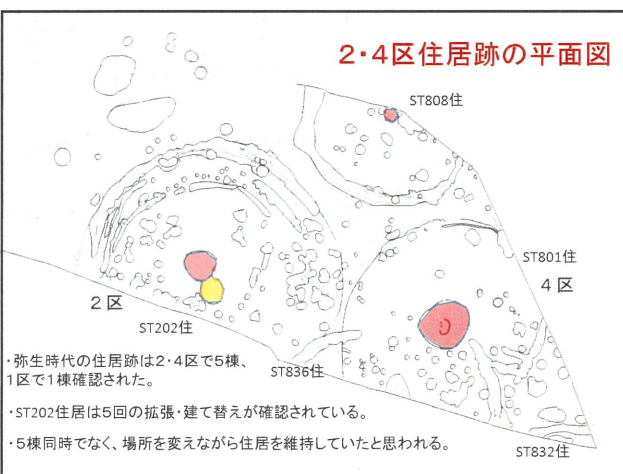 2・4区住居跡の平面図
ST808住
ST801住
4区
2区
ST202住
ST836住
・弥生時代の住居跡は2・4区で5棟、
1区で1棟確認された。
・ST202住居は5回の拡張・建て替えが確認されている。
・5棟同時でなく、場所を変えながら住居を維持していたと思われる。
ST832住